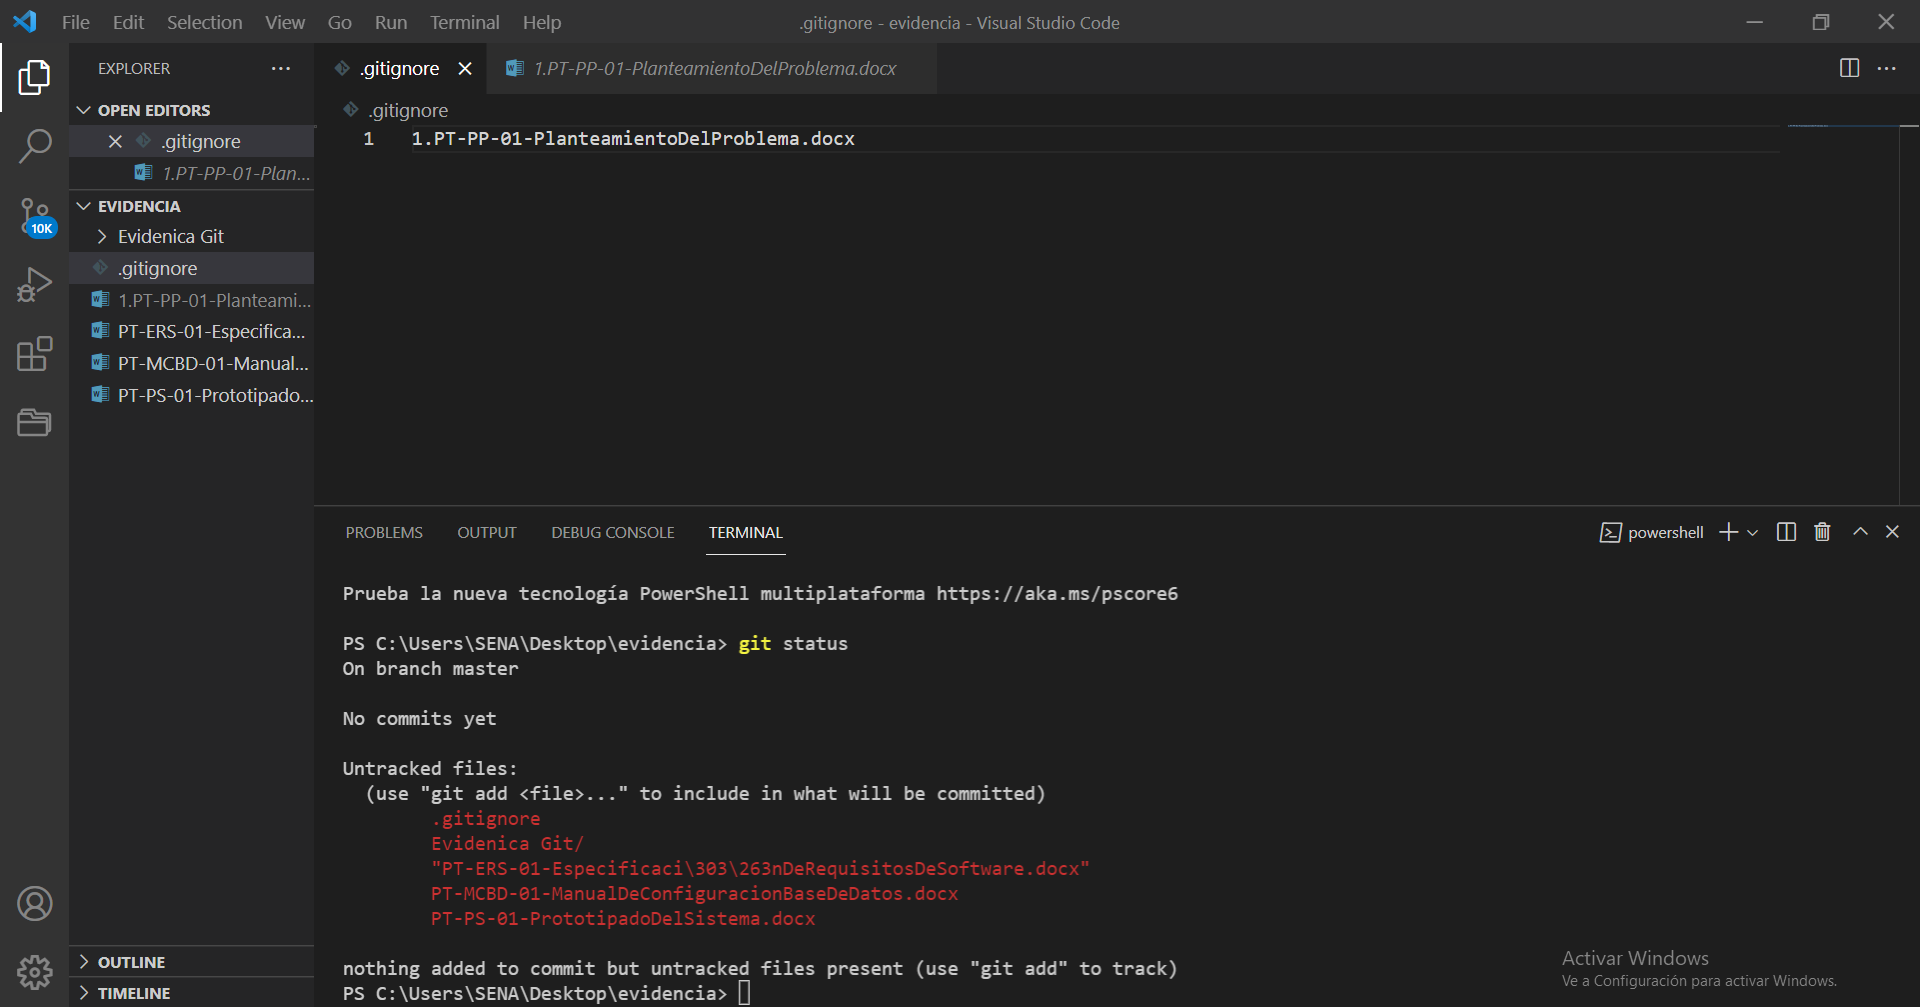 File Edit Selection View Go Run Terminal Help
.gitignore - evidencia - Visual Studio Code
EXPLORER
.gitignore
1.PT-PP-01-PlanteamientoDelProblema.docx
OPEN EDITORS
.gitignore
1.PT-PP-01-Plan...
EVIDENCIA
10K
Evidenica Git
.gitignore
1.PT-PP-01-Planteami...
PT-ERS-01-Especifica...
PT-MCBD-01-Manual...
PT-PS-01-Prototipado...
OUTLINE
TIMELINE
.gitignore
1 1.PT-PP-01-PlanteamientoDelProblema.docx
PROBLEMS OUTPUT DEBUG CONSOLE TERMINAL
powershell
Prueba la nueva tecnología PowerShell multiplataforma https://aka.ms/pscore6
PS C:\Users\SENA\Desktop\evidencia> git status
On branch master
No commits yet
Untracked files:
(use "git add <file>..." to include in what will be committed)
.gitignore
Evidenica Git/
"PT-ERS-01-Especificaci\303\263nDeRequisitosDeSoftware.docx"
PT-MCBD-01-ManualDeConfiguracionBaseDeDatos.docx
PT-PS-01-PrototipadoDelSistema.docx
nothing added to commit but untracked files present (use "git add" to track)
PS C:\Users\SENA\Desktop\evidencia>
Activar Windows
Ve a Configuración para activar Windows.